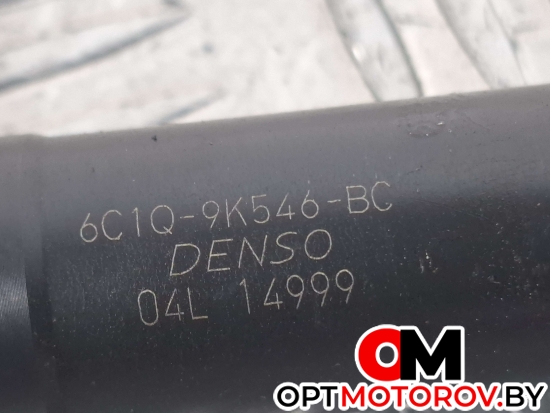 6C1Q-9K546-BC
DENSO
04L 14999
OM
OPTMOTOROV.BY